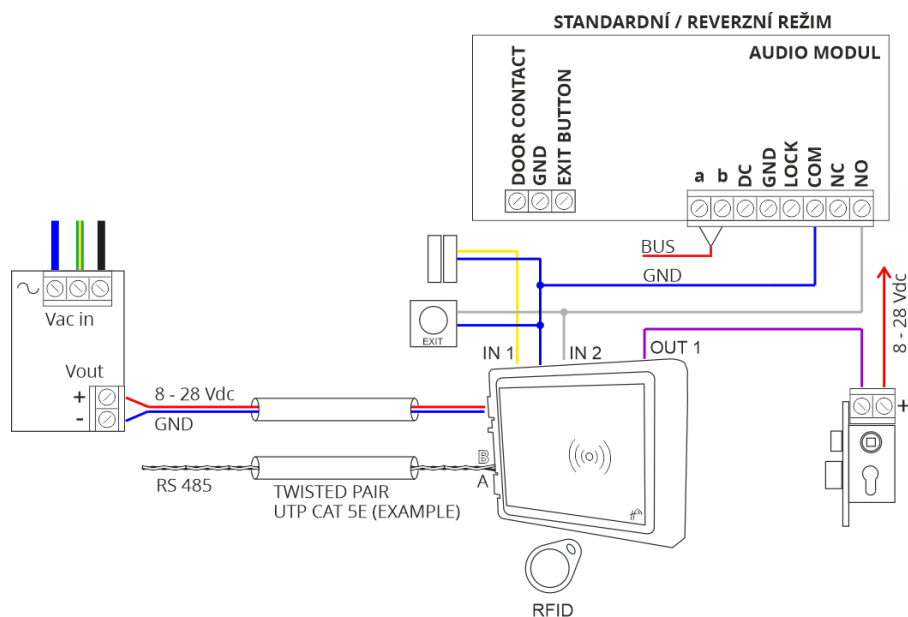 STANDARDNÍ / REVERZNÍ REŽIM
AUDIO MODUL
DOOR CONTACT
GND
EXIT BUTTON
a
b
DC
GND
LOCK
COM
NC
NO
BUS
GND
8 - 28 Vdc
EXIT
IN 1
IN 2
OUT 1
Vac in
Vout
+
-
8 - 28 Vdc
GND
+
B
A
RS 485
TWISTED PAIR
UTP CAT 5E (EXAMPLE)
RFID